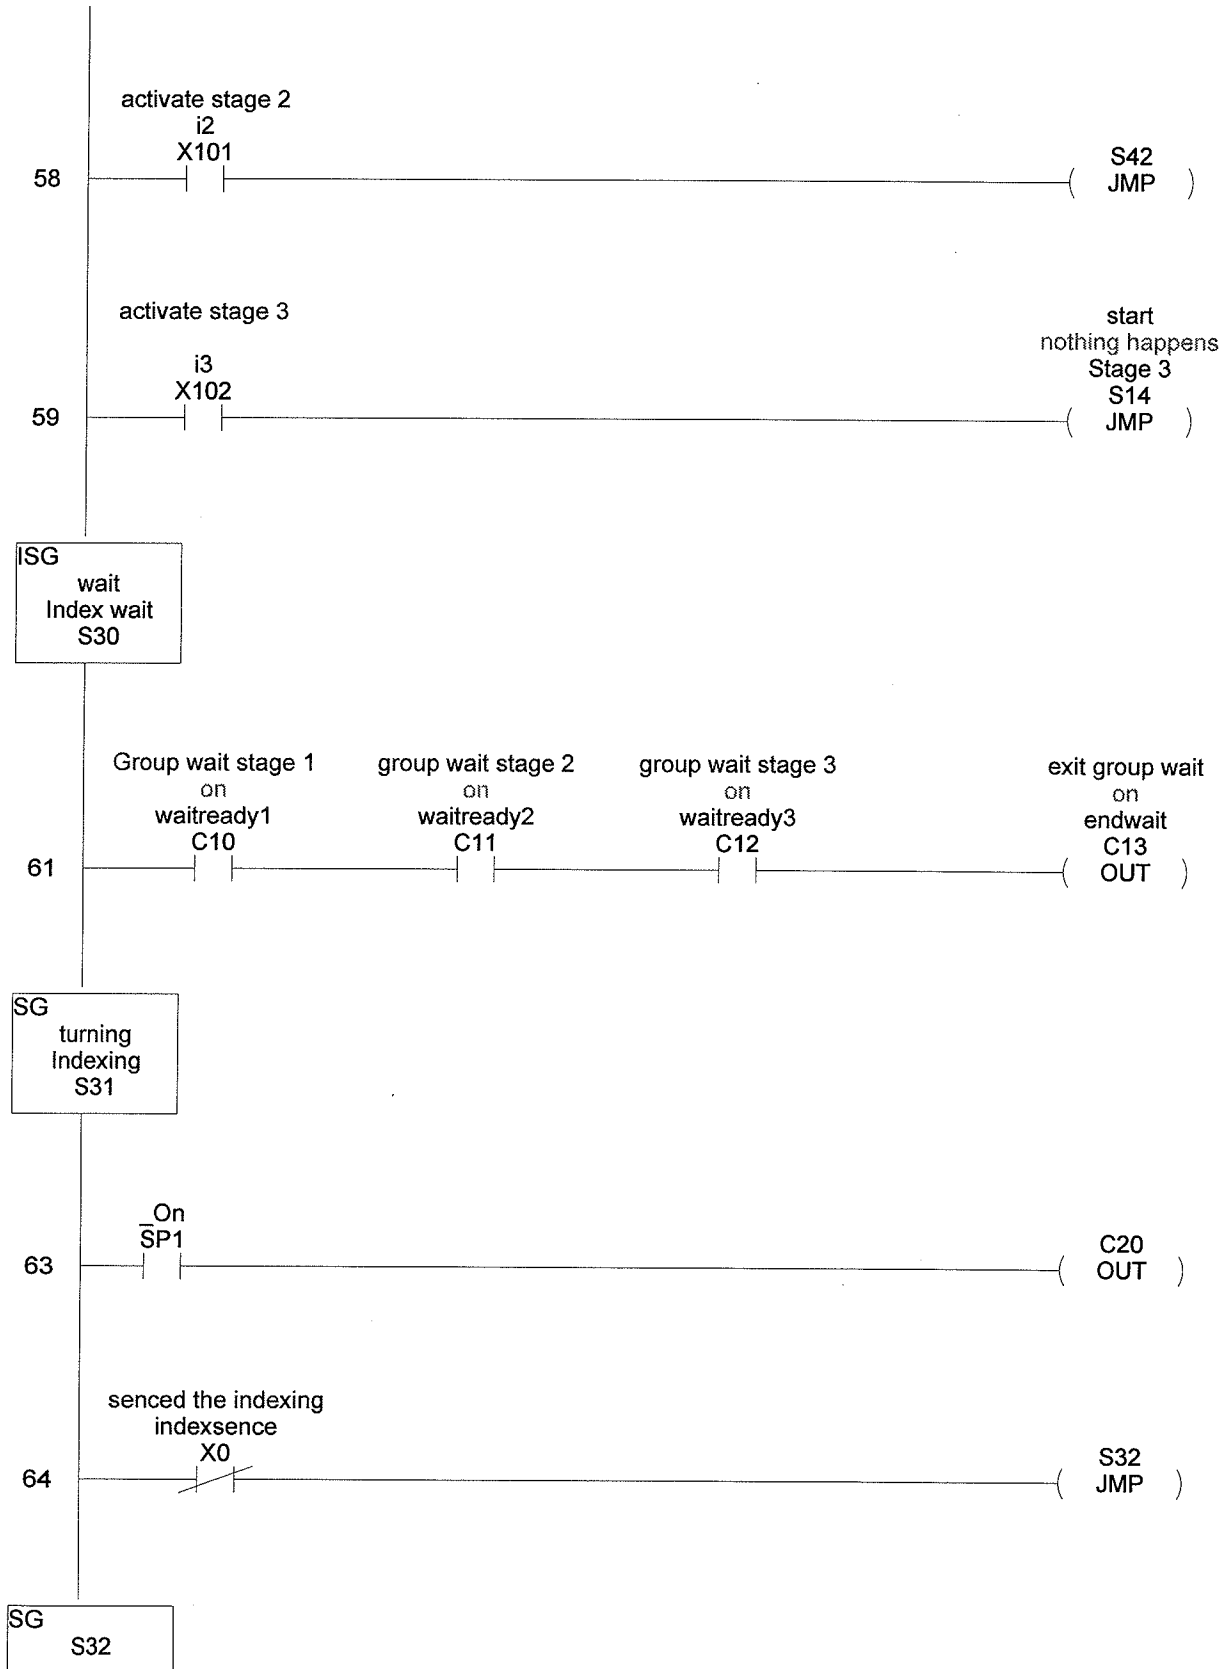 activate stage 2
i2
X101
58
S42
JMP
activate stage 3
i3
X102
59
start
nothing happens
Stage 3
S14
JMP
ISG
wait
Index wait
S30
Group wait stage 1
on
waitready1
C10
group wait stage 2
on
waitready2
C11
group wait stage 3
on
waitready3
C12
exit group wait
on
endwait
C13
OUT
61
SG
turning
Indexing
S31
_On
SP1
63
C20
OUT
senced the indexing
indexsence
X0
64
S32
JMP
SG
S32